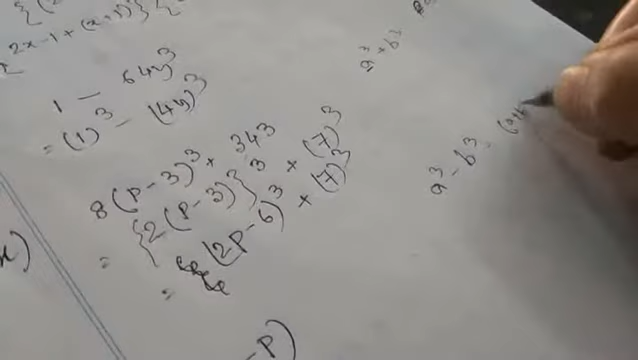 2x-1+(x+1)}{
1 - 64y³
= (1)³ - (4y)³
8(p-3)³ + 343³
= {2(p-3)}³ + (7)³
= (2p-6)³ + (7)³
-p)
x)
a³+b³
a³-b³ = (a+b